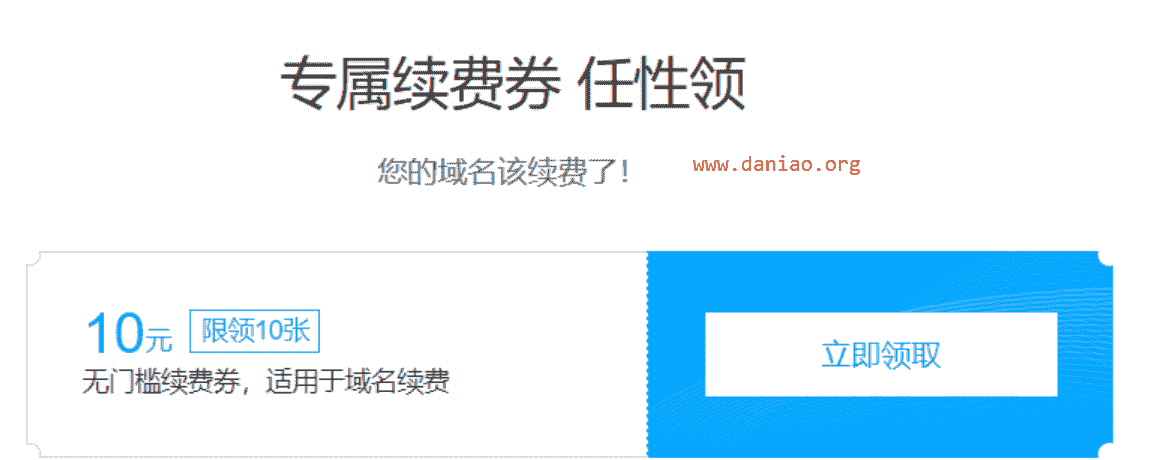 专属续费券 任性领
您的域名该续费了！
www.daniao.org
10元 限领10张
无门槛续费券，适用于域名续费
立即领取